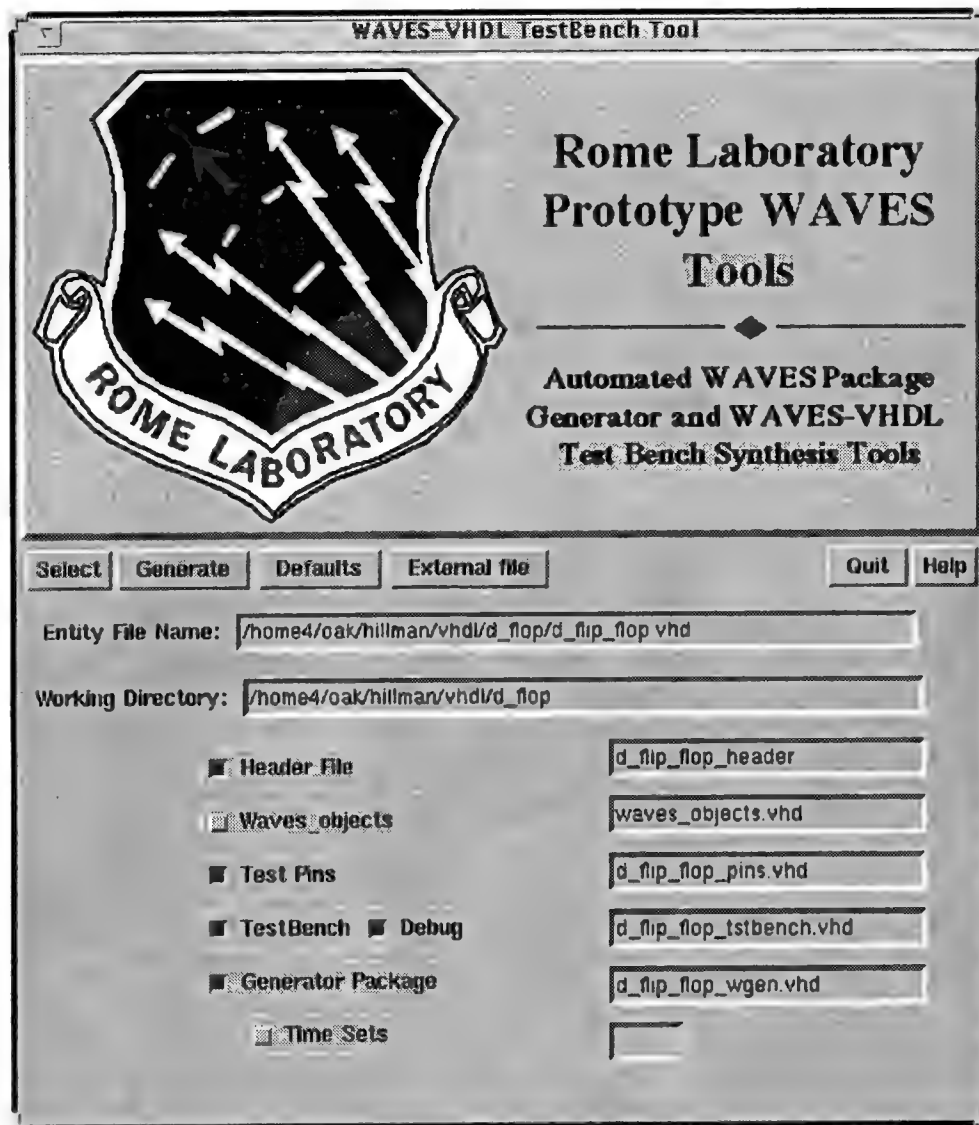 WAVES-VHDL TestBench Tool
Rome Laboratory
Prototype WAVES
Tools
Automated WAVES Package
Generator and WAVES-VHDL
Test Bench Synthesis Tools
ROME LABORATORY
Select Generate Defaults External file Quit Help
Entity File Name: /home4/oak/hillman/vhdl/d_flop/d_flip_flop.vhd
Working Directory: /home4/oak/hillman/vhdl/d_flop
Header File d_flip_flop_header
Waves_objects waves_objects.vhd
Test Pins d_flip_flop_pins.vhd
TestBench Debug d_flip_flop_tstbench.vhd
Generator Package d_flip_flop_wgen.vhd
Time Sets